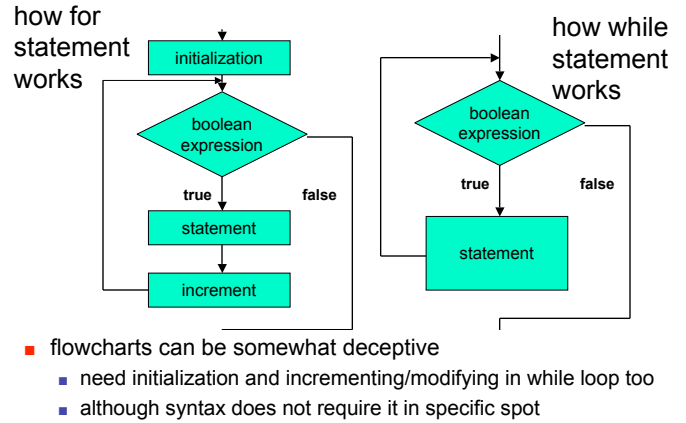 how for
statement
works
initialization
boolean
expression
true
false
statement
increment
how while
statement
works
boolean
expression
true
false
statement
flowcharts can be somewhat deceptive
need initialization and incrementing/modifying in while loop too
although syntax does not require it in specific spot